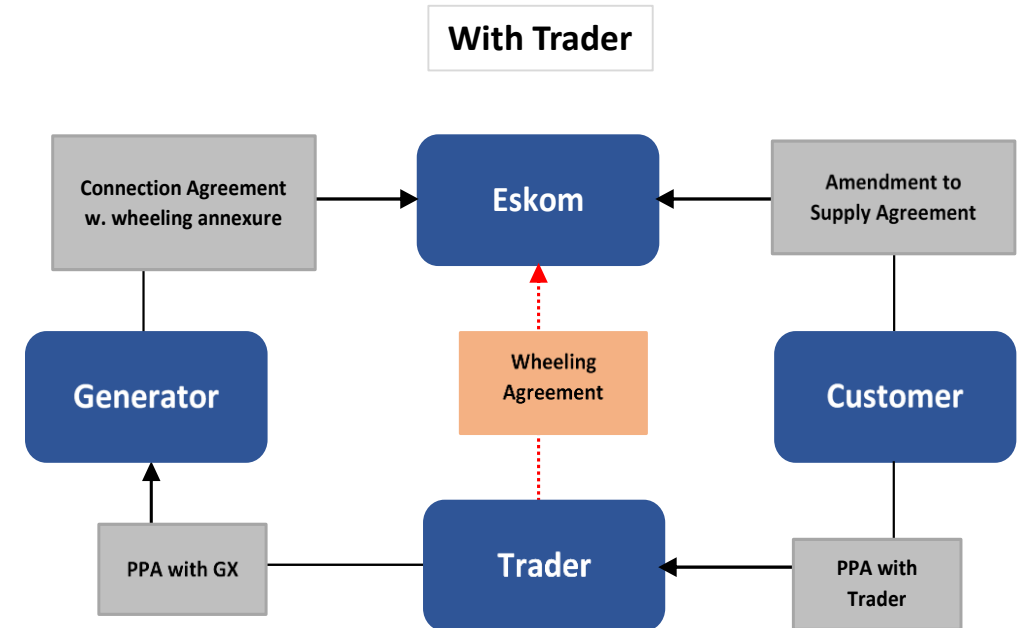 With Trader
Connection Agreement
w. wheeling annexure
Eskom
Amendment to
Supply Agreement
Generator
Wheeling
Agreement
Customer
PPA with GX
Trader
PPA with
Trader